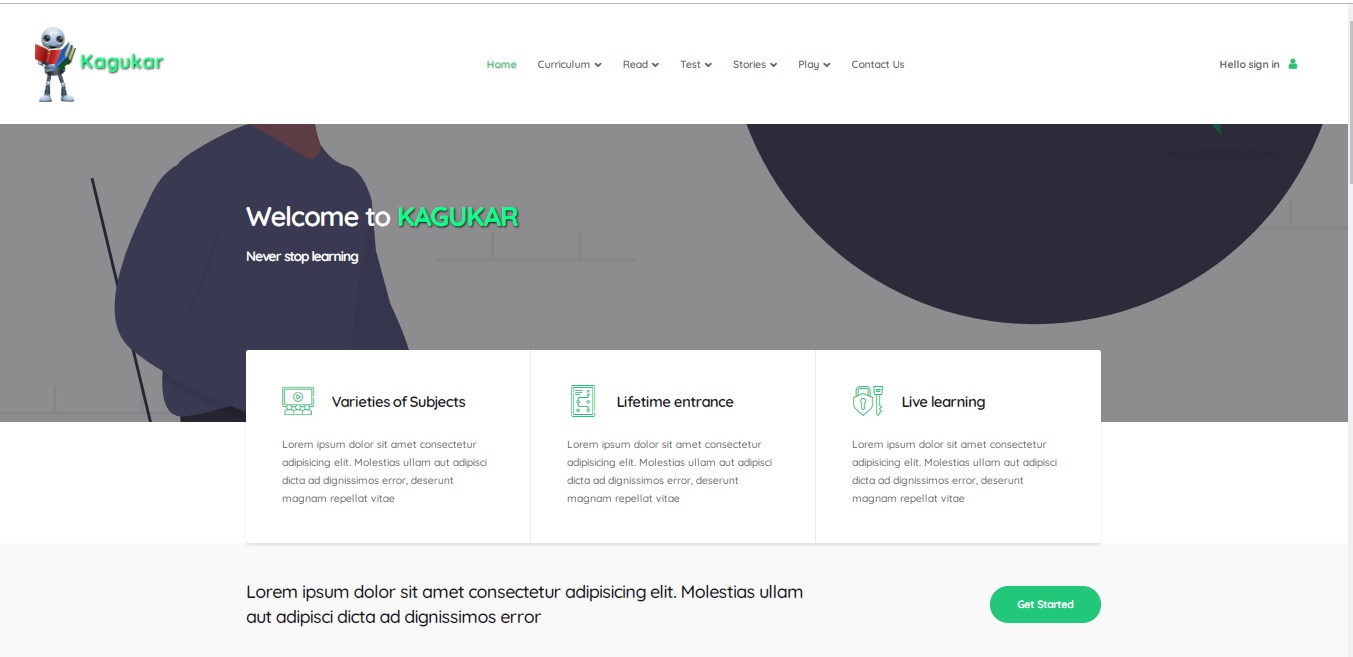 Kagukar
Home Curriculum Read Test Stories Play Contact Us
Hello sign in
Welcome to KAGUKAR
Never stop learning
Varieties of Subjects
Lorem ipsum dolor sit amet consectetur
adipisicing elit. Molestias ullam aut adipisci
dicta ad dignissimos error, deserunt
magnam repellat vitae
Lifetime entrance
Lorem ipsum dolor sit amet consectetur
adipisicing elit. Molestias ullam aut adipisci
dicta ad dignissimos error, deserunt
magnam repellat vitae
Live learning
Lorem ipsum dolor sit amet consectetur
adipisicing elit. Molestias ullam aut adipisci
dicta ad dignissimos error, deserunt
magnam repellat vitae
Lorem ipsum dolor sit amet consectetur adipisicing elit. Molestias ullam
aut adipisci dicta ad dignissimos error
Get Started